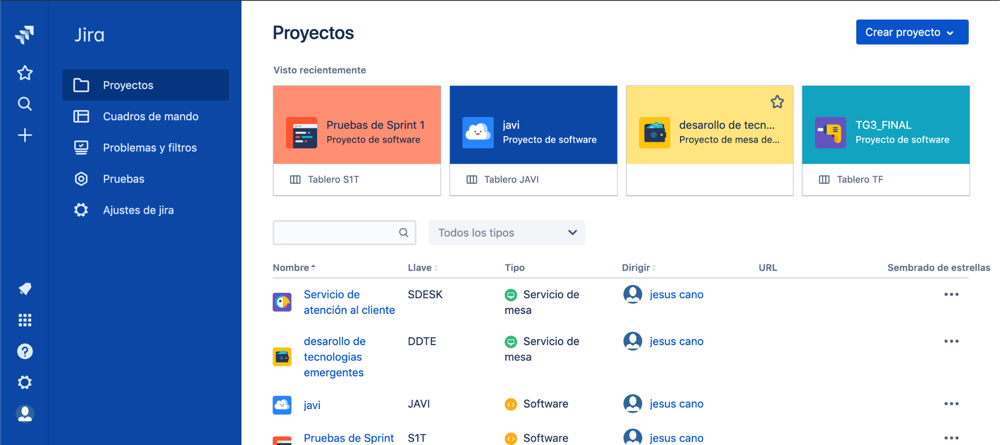 Jira
Proyectos
Cuadros de mando
Problemas y filtros
Pruebas
Ajustes de jira
Proyectos
Crear proyecto
Visto recientemente
Pruebas de Sprint 1
Proyecto de software
Tablero S1T
javi
Proyecto de software
Tablero JAVI
desarollo de tecn...
Proyecto de mesa de...
TG3_FINAL
Proyecto de software
Tablero TF
Todos los tipos
Nombre Llave Tipo Dirigir URL Sembrado de estrellas
Servicio de SDESK Servicio de jesus cano
atención al cliente mesa
desarollo de DDTE Servicio de jesus cano
tecnologias mesa
emergentes
javi JAVI Software jesus cano
Pruebas de Sprint S1T Software jesus cano